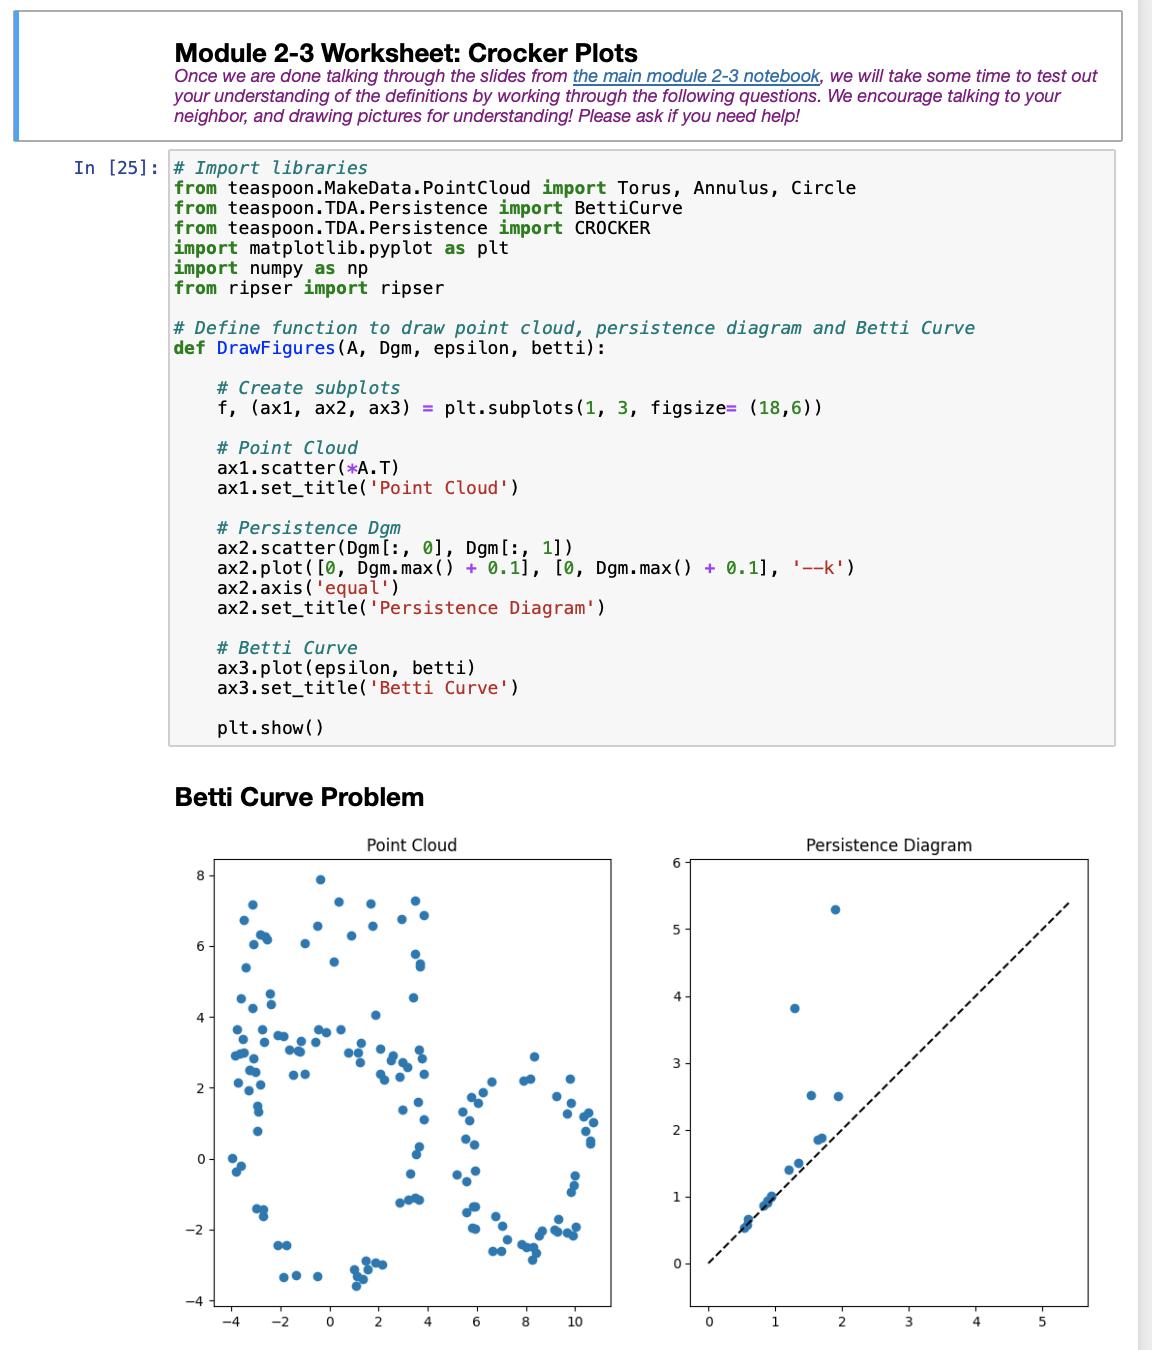 Module 2-3 Worksheet: Crocker Plots
Once we are done talking through the slides from the main module 2-3 notebook, we will take some time to test out
your understanding of the definitions by working through the following questions. We encourage talking to your
neighbor, and drawing pictures for understanding! Please ask if you need help!
In [25]:
# Import libraries
from teaspoon.MakeData.PointCloud import Torus, Annulus, Circle
from teaspoon.TDA.Persistence import BettiCurve
from teaspoon.TDA.Persistence import CROCKER
import matplotlib.pyplot as plt
import numpy as np
from ripser import ripser
# Define function to draw point cloud, persistence diagram and Betti Curve
def DrawFigures(A, Dgm, epsilon, betti):
# Create subplots
f, (ax1, ax2, ax3) = plt.subplots(1, 3, figsize= (18,6))
# Point Cloud
ax1.scatter(*A.T)
ax1.set_title('Point Cloud')
# Persistence Dgm
ax2.scatter(Dgm[:, 0], Dgm[:, 1])
ax2.plot([0, Dgm.max() + 0.1], [0, Dgm.max() + 0.1], '--k')
ax2.axis('equal')
ax2.set_title('Persistence Diagram')
# Betti Curve
ax3.plot(epsilon, betti)
ax3.set_title('Betti Curve')
plt.show()
Betti Curve Problem
Point Cloud
8
6
4
2
0
−2
−4
−4 −2 0 2 4 6 8 10
Persistence Diagram
6
5
4
3
2
1
0
0 1 2 3 4 5